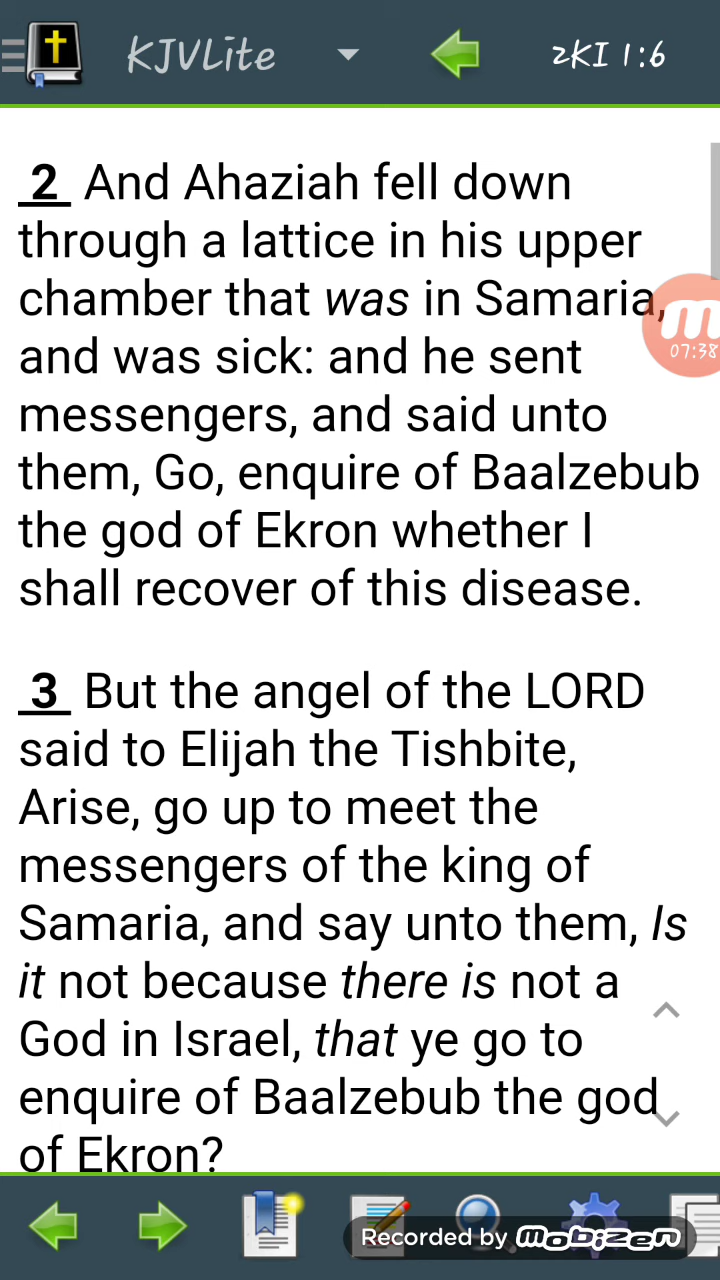 KJVLite
2KI 1:6
2 And Ahaziah fell down
through a lattice in his upper
chamber that was in Samaria,
and was sick: and he sent
messengers, and said unto
them, Go, enquire of Baalzebub
the god of Ekron whether I
shall recover of this disease.
07:38
3 But the angel of the LORD
said to Elijah the Tishbite,
Arise, go up to meet the
messengers of the king of
Samaria, and say unto them, Is
it not because there is not a
God in Israel, that ye go to
enquire of Baalzebub the god
of Ekron?
Recorded by mobizen